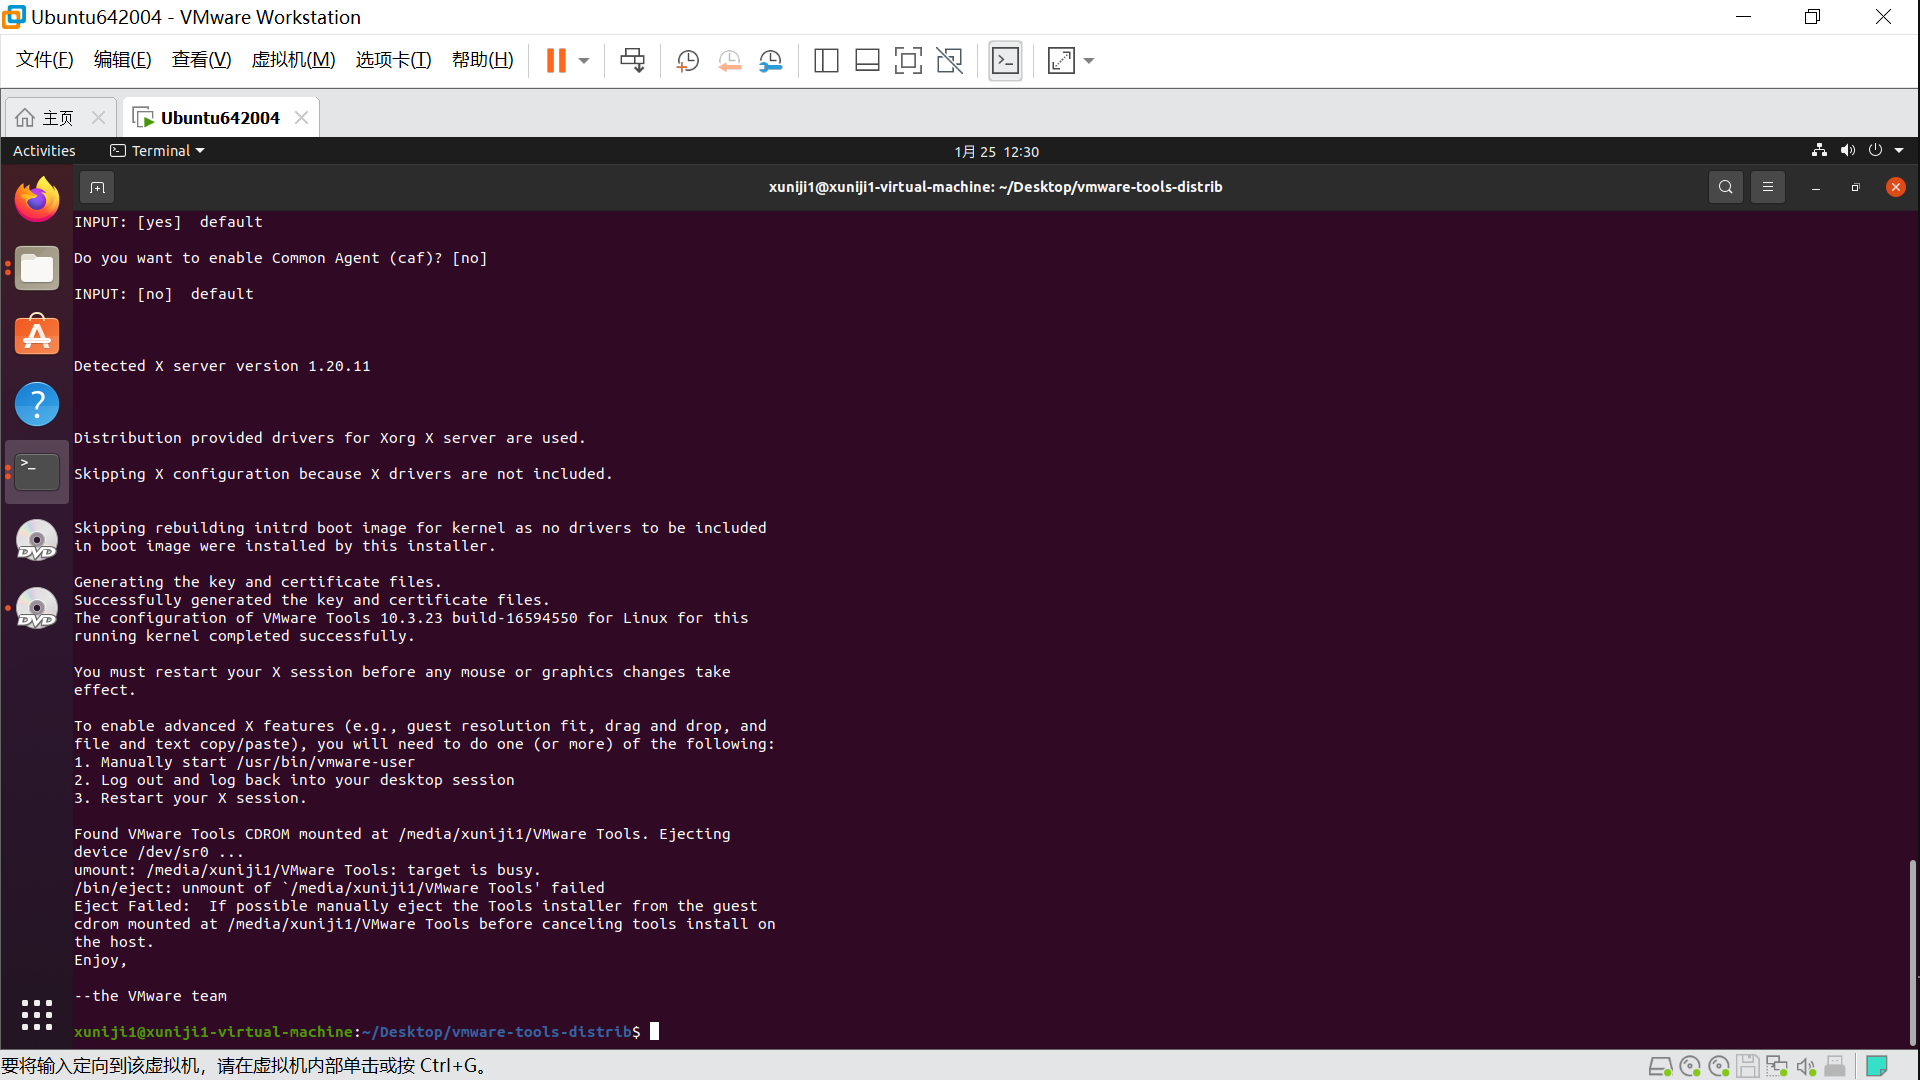 Ubuntu642004 - VMware Workstation
文件(F) 编辑(E) 查看(V) 虚拟机(M) 选项卡(T) 帮助(H)
主页 Ubuntu642004
Activities Terminal 1月 25 12:30
xuniji1@xuniji1-virtual-machine: ~/Desktop/vmware-tools-distrib
INPUT: [yes]  default
Do you want to enable Common Agent (caf)? [no]
INPUT: [no]  default
Detected X server version 1.20.11
Distribution provided drivers for Xorg X server are used.
Skipping X configuration because X drivers are not included.
Skipping rebuilding initrd boot image for kernel as no drivers to be included
in boot image were installed by this installer.
Generating the key and certificate files.
Successfully generated the key and certificate files.
The configuration of VMware Tools 10.3.23 build-16594550 for Linux for this
running kernel completed successfully.
You must restart your X session before any mouse or graphics changes take
effect.
To enable advanced X features (e.g., guest resolution fit, drag and drop, and
file and text copy/paste), you will need to do one (or more) of the following:
1. Manually start /usr/bin/vmware-user
2. Log out and log back into your desktop session
3. Restart your X session.
Found VMware Tools CDROM mounted at /media/xuniji1/VMware Tools. Ejecting
device /dev/sr0 ...
umount: /media/xuniji1/VMware Tools: target is busy.
/bin/eject: unmount of `/media/xuniji1/VMware Tools' failed
Eject Failed:  If possible manually eject the Tools installer from the guest
cdrom mounted at /media/xuniji1/VMware Tools before canceling tools install on
the host.
Enjoy,
--the VMware team
xuniji1@xuniji1-virtual-machine:~/Desktop/vmware-tools-distrib$
DVD
DVD
要将输入定向到该虚拟机，请在虚拟机内部单击或按 Ctrl+G。